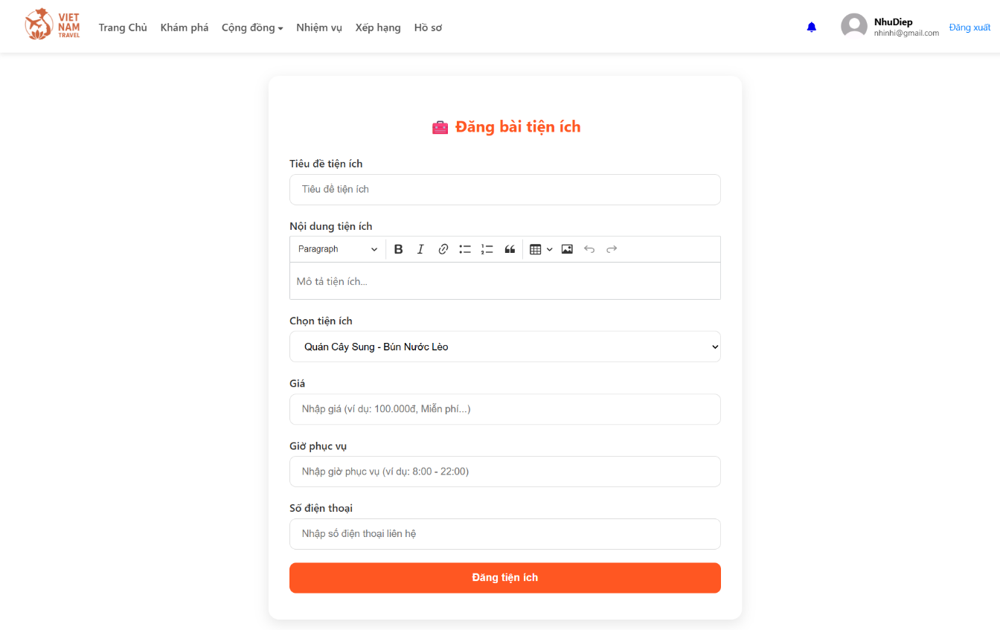 VIET NAM TRAVEL
Trang Chủ Khám phá Cộng đồng Nhiệm vụ Xếp hạng Hồ sơ
NhuDiep
nhinhi@gmail.com
Đăng xuất
Đăng bài tiện ích
Tiêu đề tiện ích
Tiêu đề tiện ích
Nội dung tiện ích
Paragraph
Mô tả tiện ích...
Chọn tiện ích
Quán Cây Sung - Bún Nước Lèo
Giá
Nhập giá (ví dụ: 100.000đ, Miễn phí...)
Giờ phục vụ
Nhập giờ phục vụ (ví dụ: 8:00 - 22:00)
Số điện thoại
Nhập số điện thoại liên hệ
Đăng tiện ích